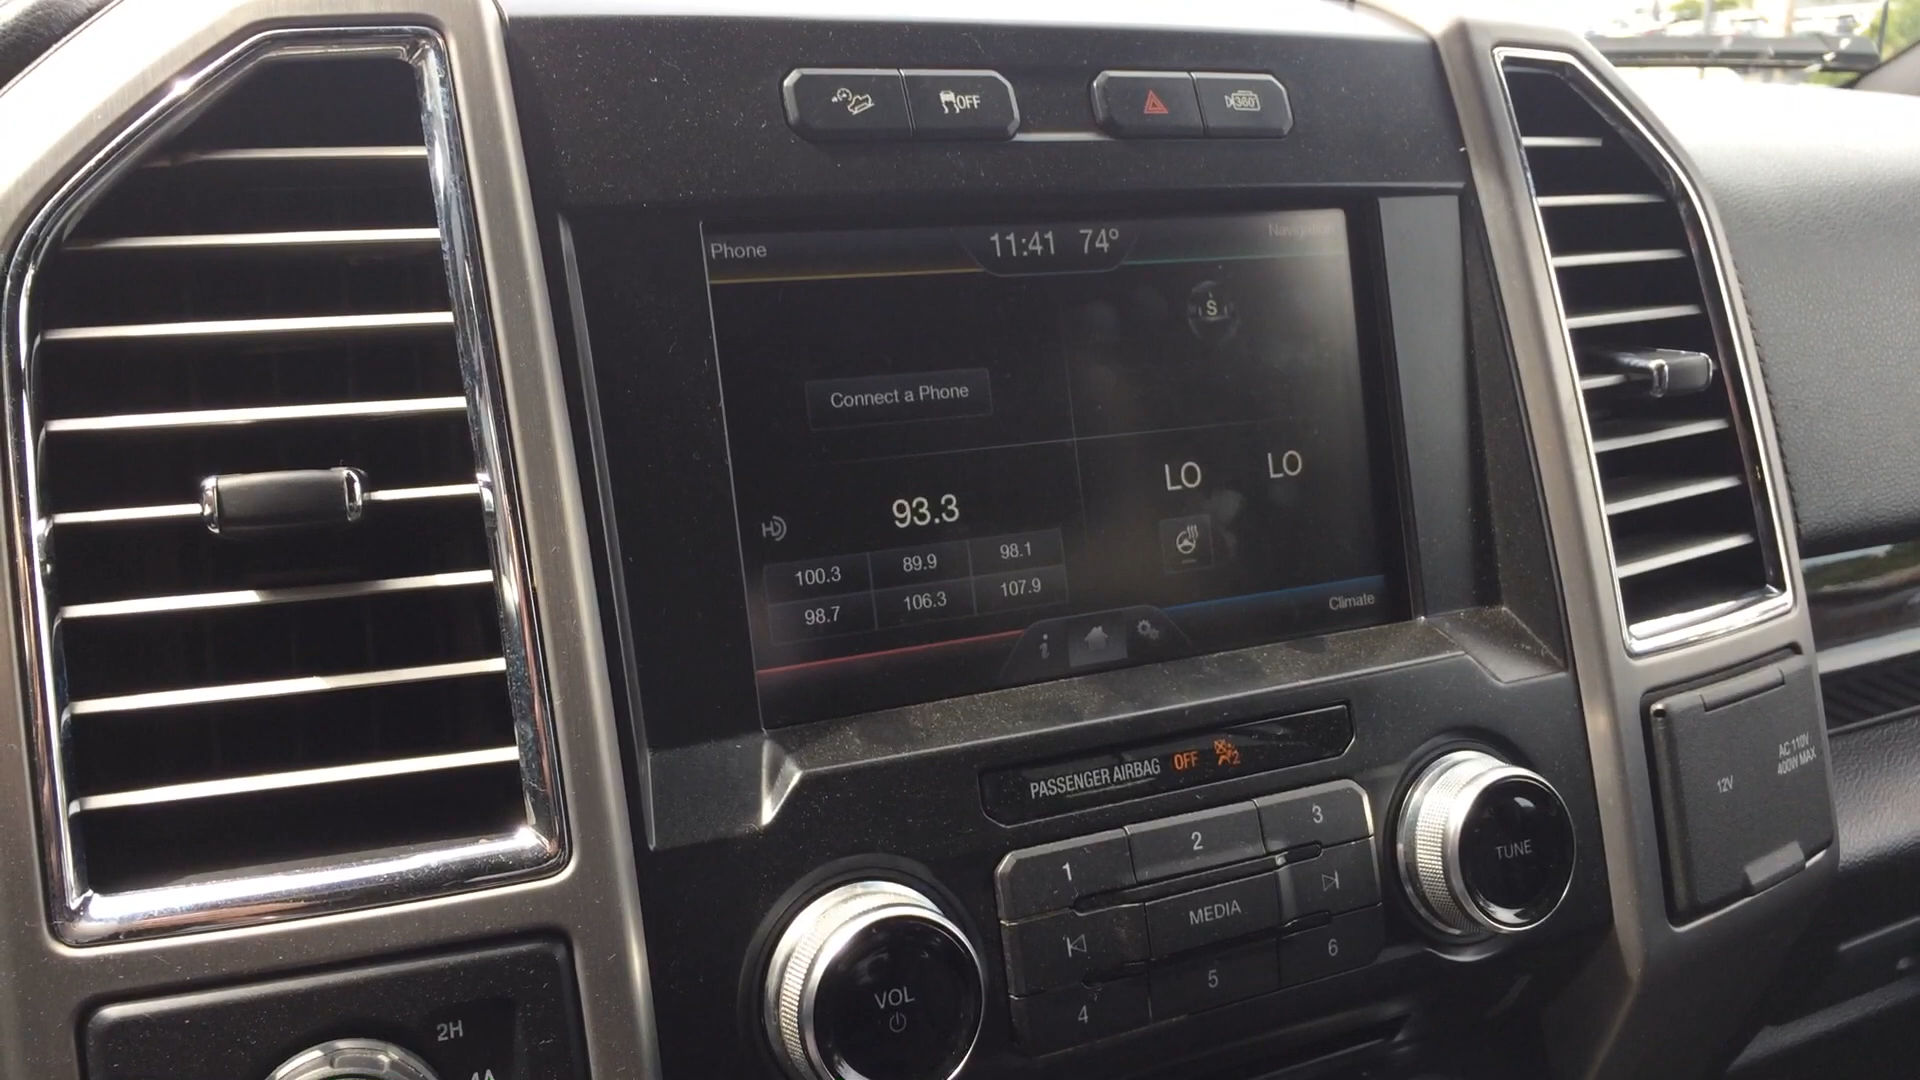 OFF
360°
Phone
11:41 74°
Navigation
S
Connect a Phone
LO LO
93.3
HD
100.3 89.9 98.1
98.7 106.3 107.9
Climate
i
PASSENGER AIRBAG OFF 2
1 2 3
MEDIA
4 5 6
VOL
TUNE
12V
AC 110V
400W MAX
2H
4A